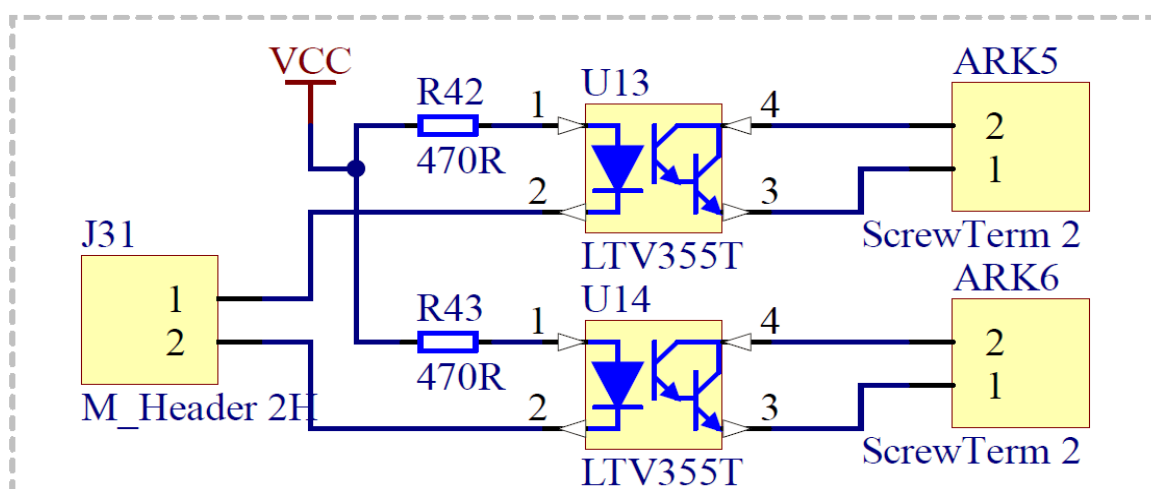 VCC
R42
470R
1
2
U13
4
3
LTV355T
ARK5
2
1
ScrewTerm 2
J31
1
2
M_Header 2H
R43
470R
1
2
U14
4
3
LTV355T
ARK6
2
1
ScrewTerm 2